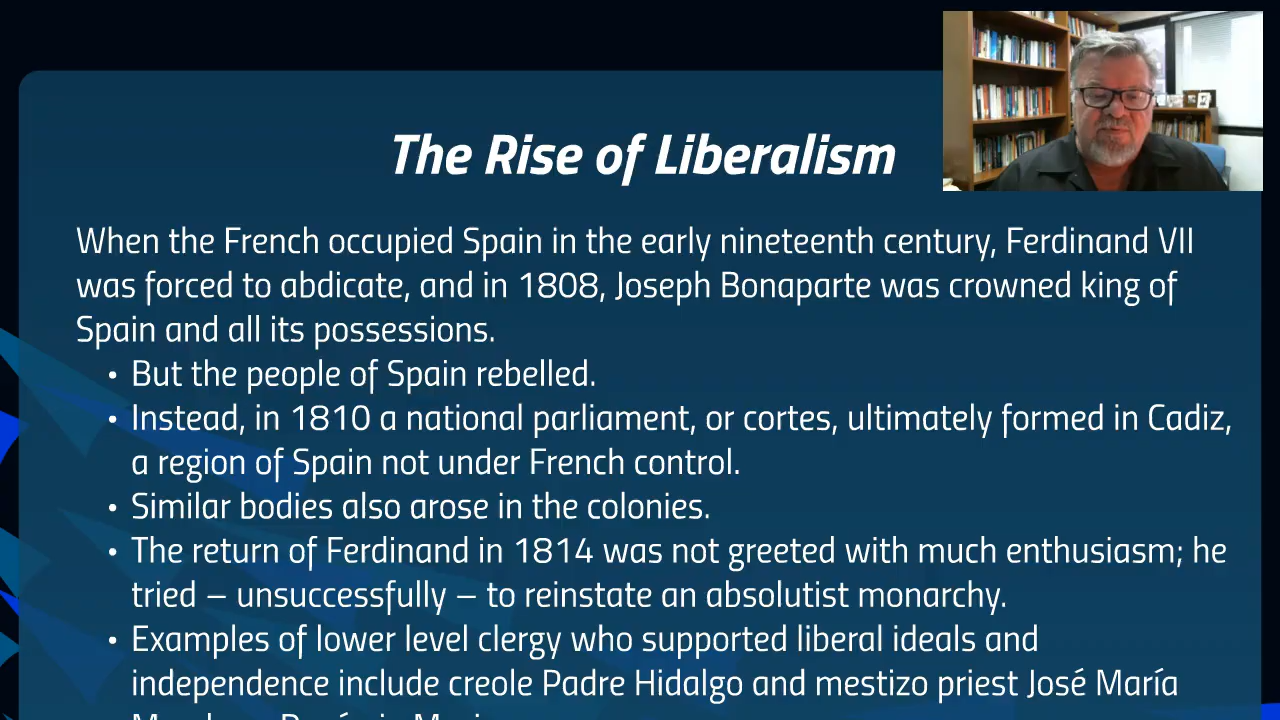 The Rise of Liberalism
When the French occupied Spain in the early nineteenth century, Ferdinand VII
was forced to abdicate, and in 1808, Joseph Bonaparte was crowned king of
Spain and all its possessions.
• But the people of Spain rebelled.
• Instead, in 1810 a national parliament, or cortes, ultimately formed in Cadiz,
a region of Spain not under French control.
• Similar bodies also arose in the colonies.
• The return of Ferdinand in 1814 was not greeted with much enthusiasm; he
tried – unsuccessfully – to reinstate an absolutist monarchy.
• Examples of lower level clergy who supported liberal ideals and
independence include creole Padre Hidalgo and mestizo priest José María